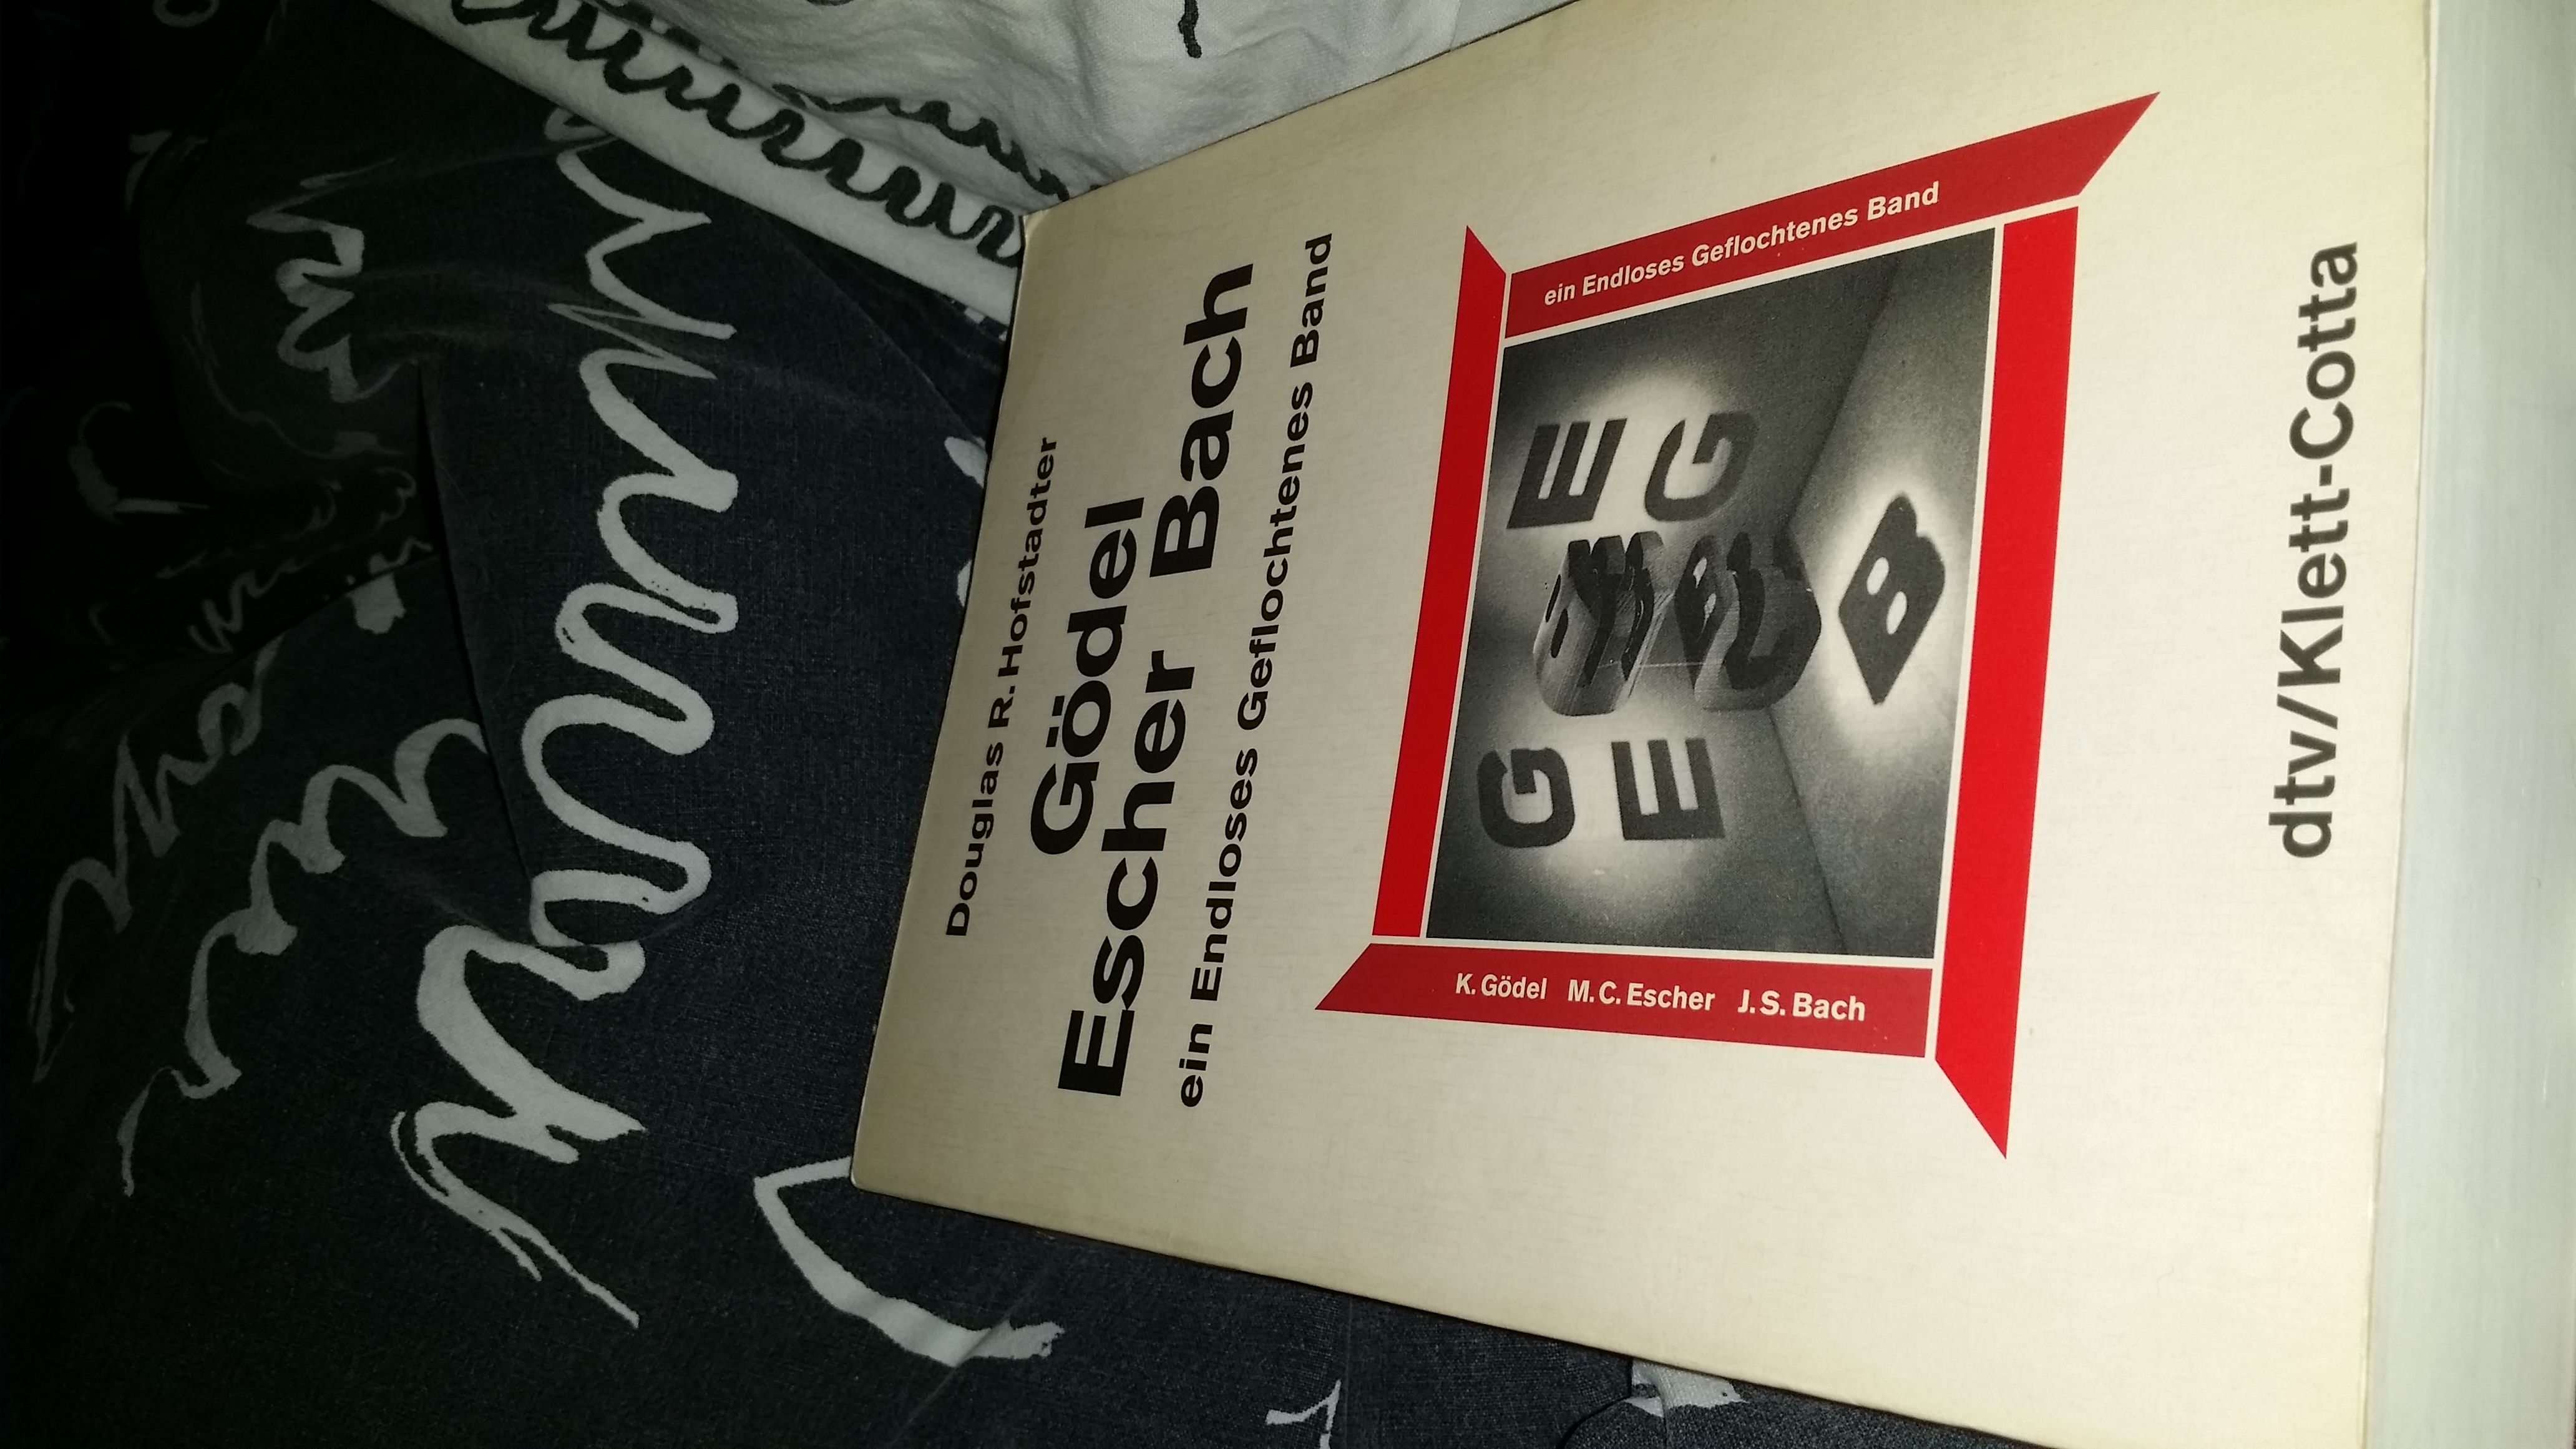 Douglas R. Hofstadter
Gödel
Escher Bach
ein Endloses Geflochtenes Band
K. Gödel M.C. Escher J.S. Bach
G E
E G
B
ein Endloses Geflochtenes Band
dtv/Klett-Cotta